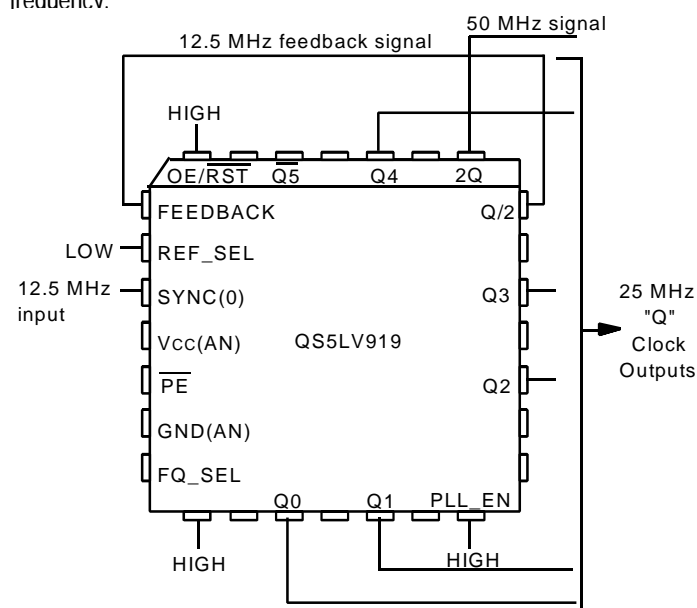 frequency.
50 MHz signal
12.5 MHz feedback signal
HIGH
OE/RST Q5 Q4 2Q
FEEDBACK Q/2
LOW REF_SEL
12.5 MHz input SYNC(0) Q3
VCC(AN) QS5LV919
25 MHz
"Q"
Clock
Outputs
PE Q2
GND(AN)
FQ_SEL
Q0 Q1 PLL_EN
HIGH HIGH